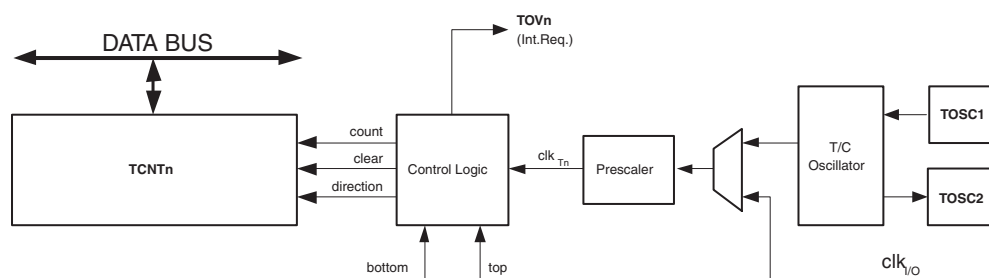 TOVn
(Int.Req.)
DATA BUS
TCNTn
count
clear
direction
Control Logic
clkTn
Prescaler
T/C
Oscillator
TOSC1
TOSC2
bottom
top
clkI/O